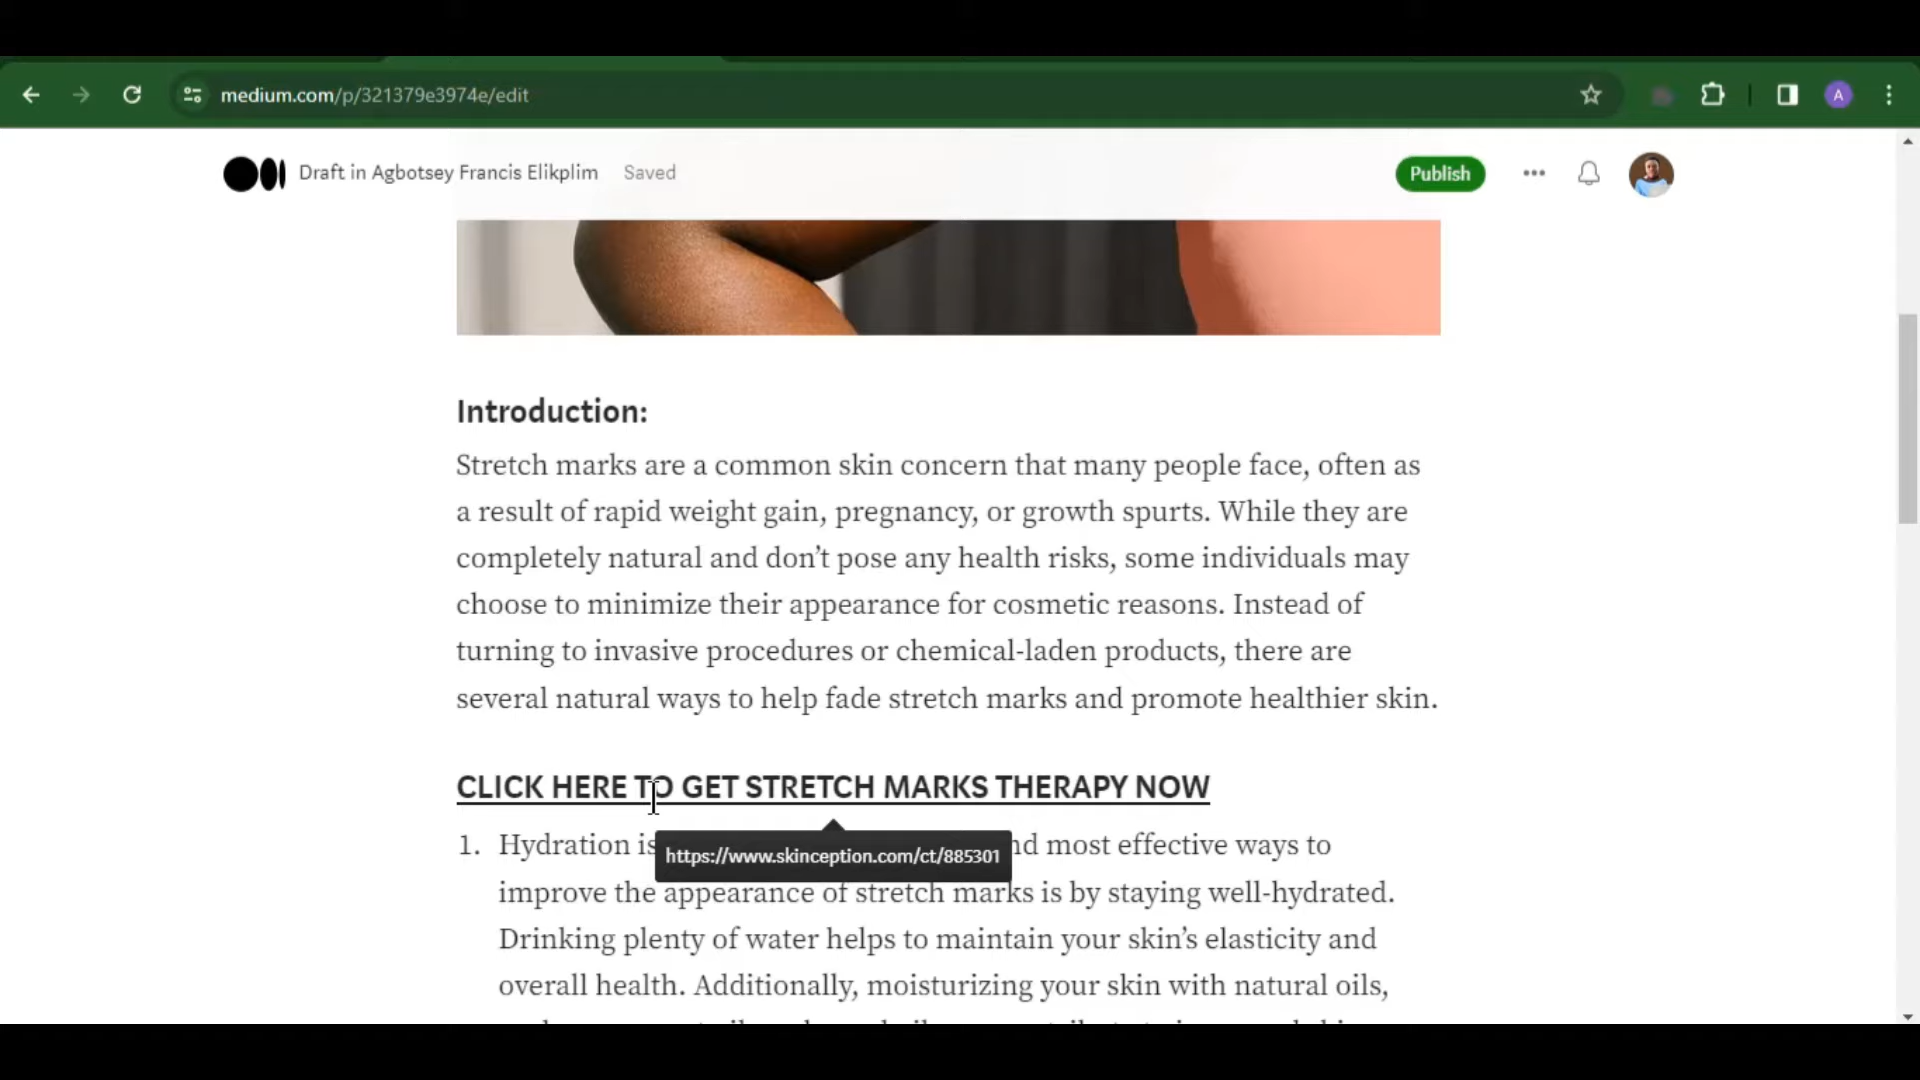 medium.com/p/321379e3974e/edit
A
Draft in Agbotsey Francis Elikplim Saved
Publish
Introduction:
Stretch marks are a common skin concern that many people face, often as
a result of rapid weight gain, pregnancy, or growth spurts. While they are
completely natural and don’t pose any health risks, some individuals may
choose to minimize their appearance for cosmetic reasons. Instead of
turning to invasive procedures or chemical-laden products, there are
several natural ways to help fade stretch marks and promote healthier skin.
CLICK HERE TO GET STRETCH MARKS THERAPY NOW
1. Hydration is nd most effective ways to
https://www.skinception.com/ct/885301
improve the appearance of stretch marks is by staying well-hydrated.
Drinking plenty of water helps to maintain your skin’s elasticity and
overall health. Additionally, moisturizing your skin with natural oils,